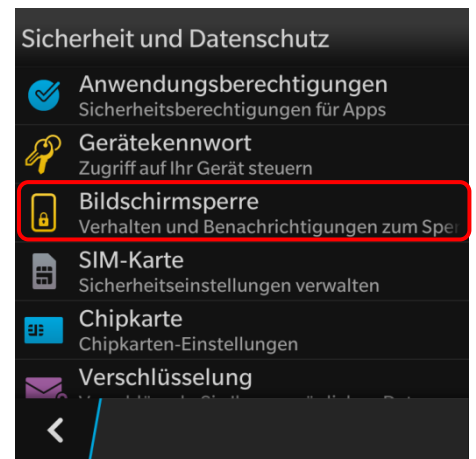 Sicherheit und Datenschutz
Anwendungsberechtigungen
Sicherheitsberechtigungen für Apps
Gerätekennwort
Zugriff auf Ihr Gerät steuern
Bildschirmsperre
Verhalten und Benachrichtigungen zum Sper
SIM-Karte
Sicherheitseinstellungen verwalten
Chipkarte
Chipkarten-Einstellungen
Verschlüsselung